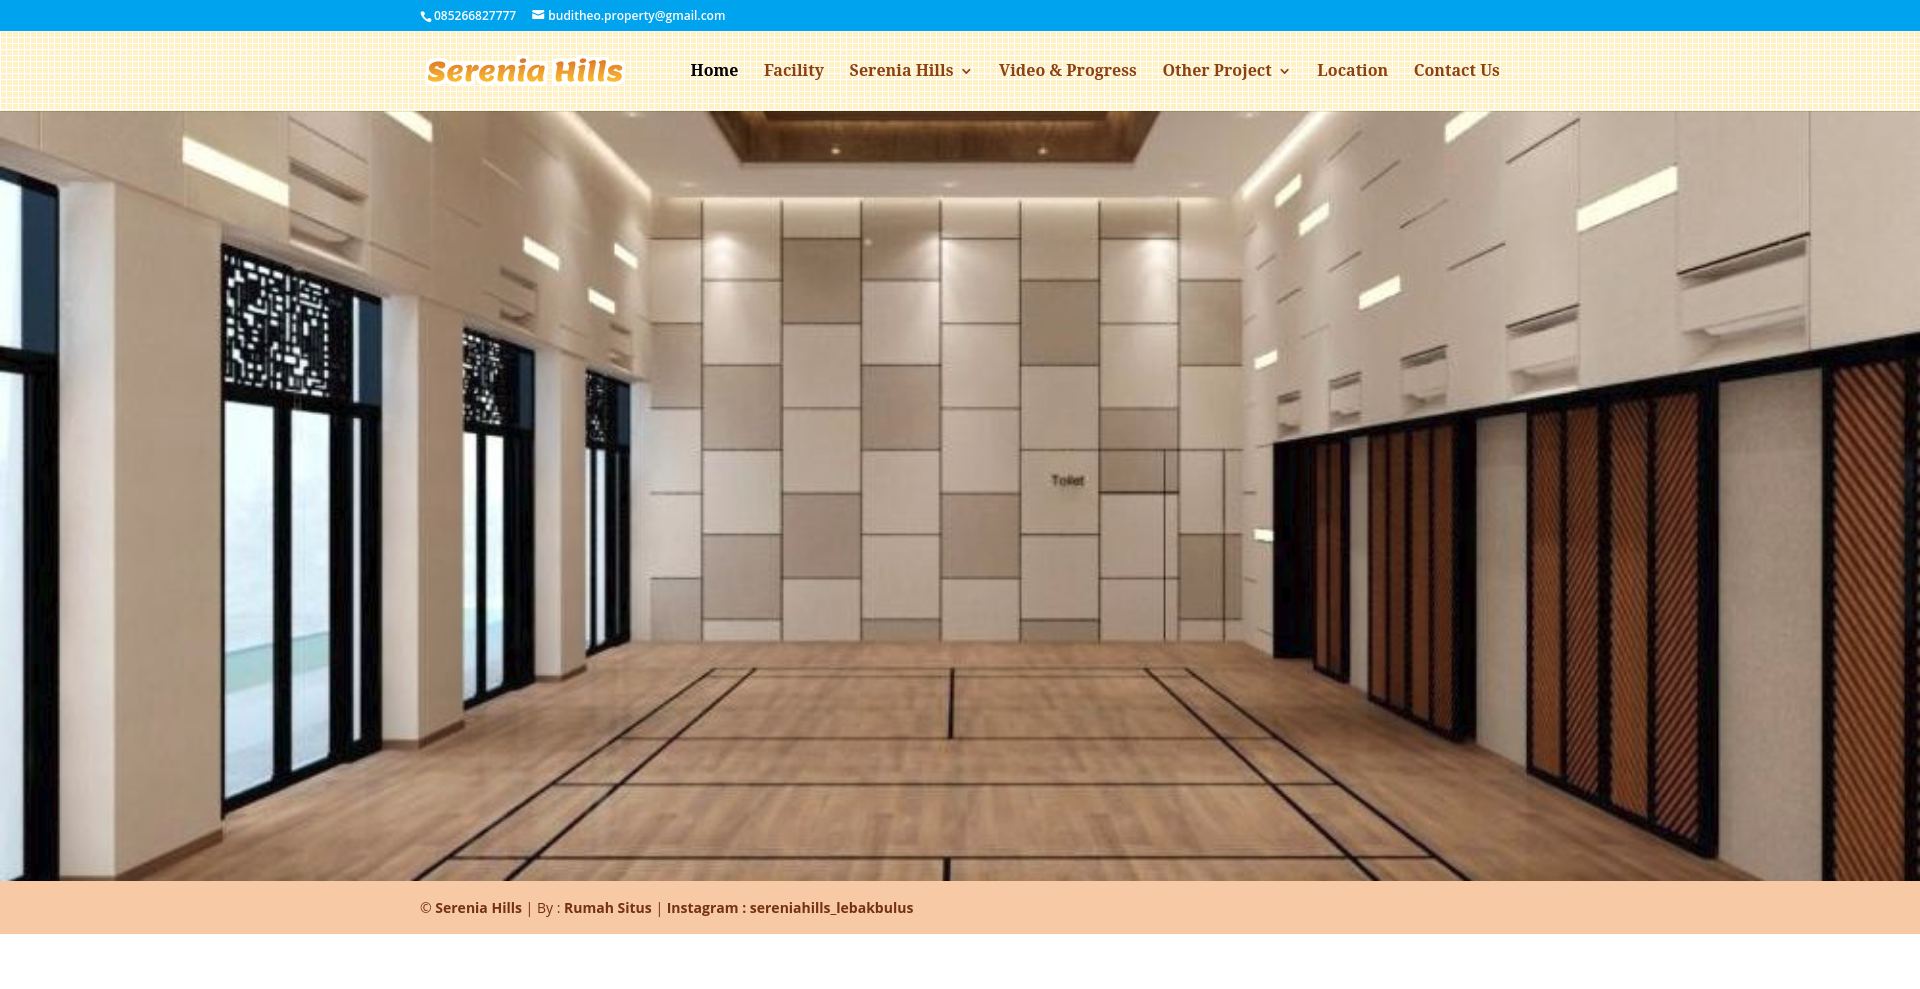 085266827777 buditheo.property@gmail.com
Serenia Hills Home Facility Serenia Hills Video & Progress Other Project Location Contact Us
Toilet
© Serenia Hills | By : Rumah Situs | Instagram : sereniahills_lebakbulus